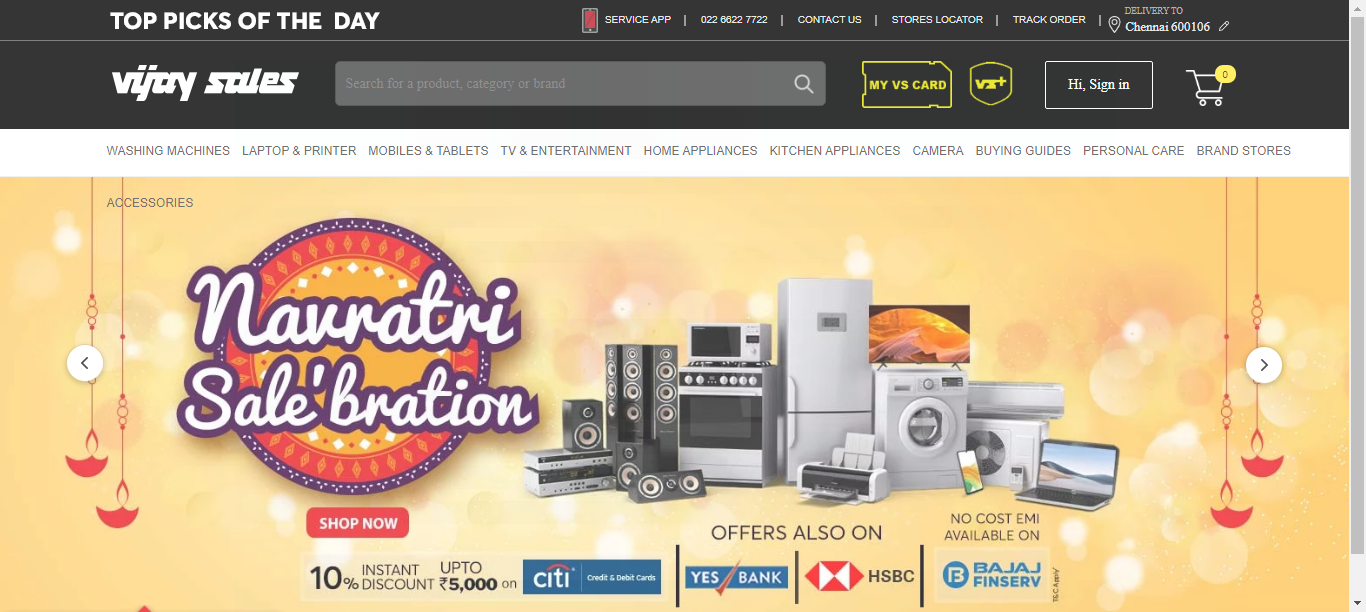 TOP PICKS OF THE DAY
SERVICE APP | 022 6622 7722 | CONTACT US | STORES LOCATOR | TRACK ORDER |
DELIVERY TO
Chennai 600106
vijay sales
Search for a product, category or brand
MY VS CARD
VS+
Hi, Sign in
0
WASHING MACHINES LAPTOP & PRINTER MOBILES & TABLETS TV & ENTERTAINMENT HOME APPLIANCES KITCHEN APPLIANCES CAMERA BUYING GUIDES PERSONAL CARE BRAND STORES
ACCESSORIES
Navratri
Sale'bration
SHOP NOW
10% INSTANT DISCOUNT UPTO ₹5,000 on
citi Credit & Debit Cards
OFFERS ALSO ON
YES BANK
HSBC
NO COST EMI
AVAILABLE ON
BAJAJ
FINSERV
T&C Apply